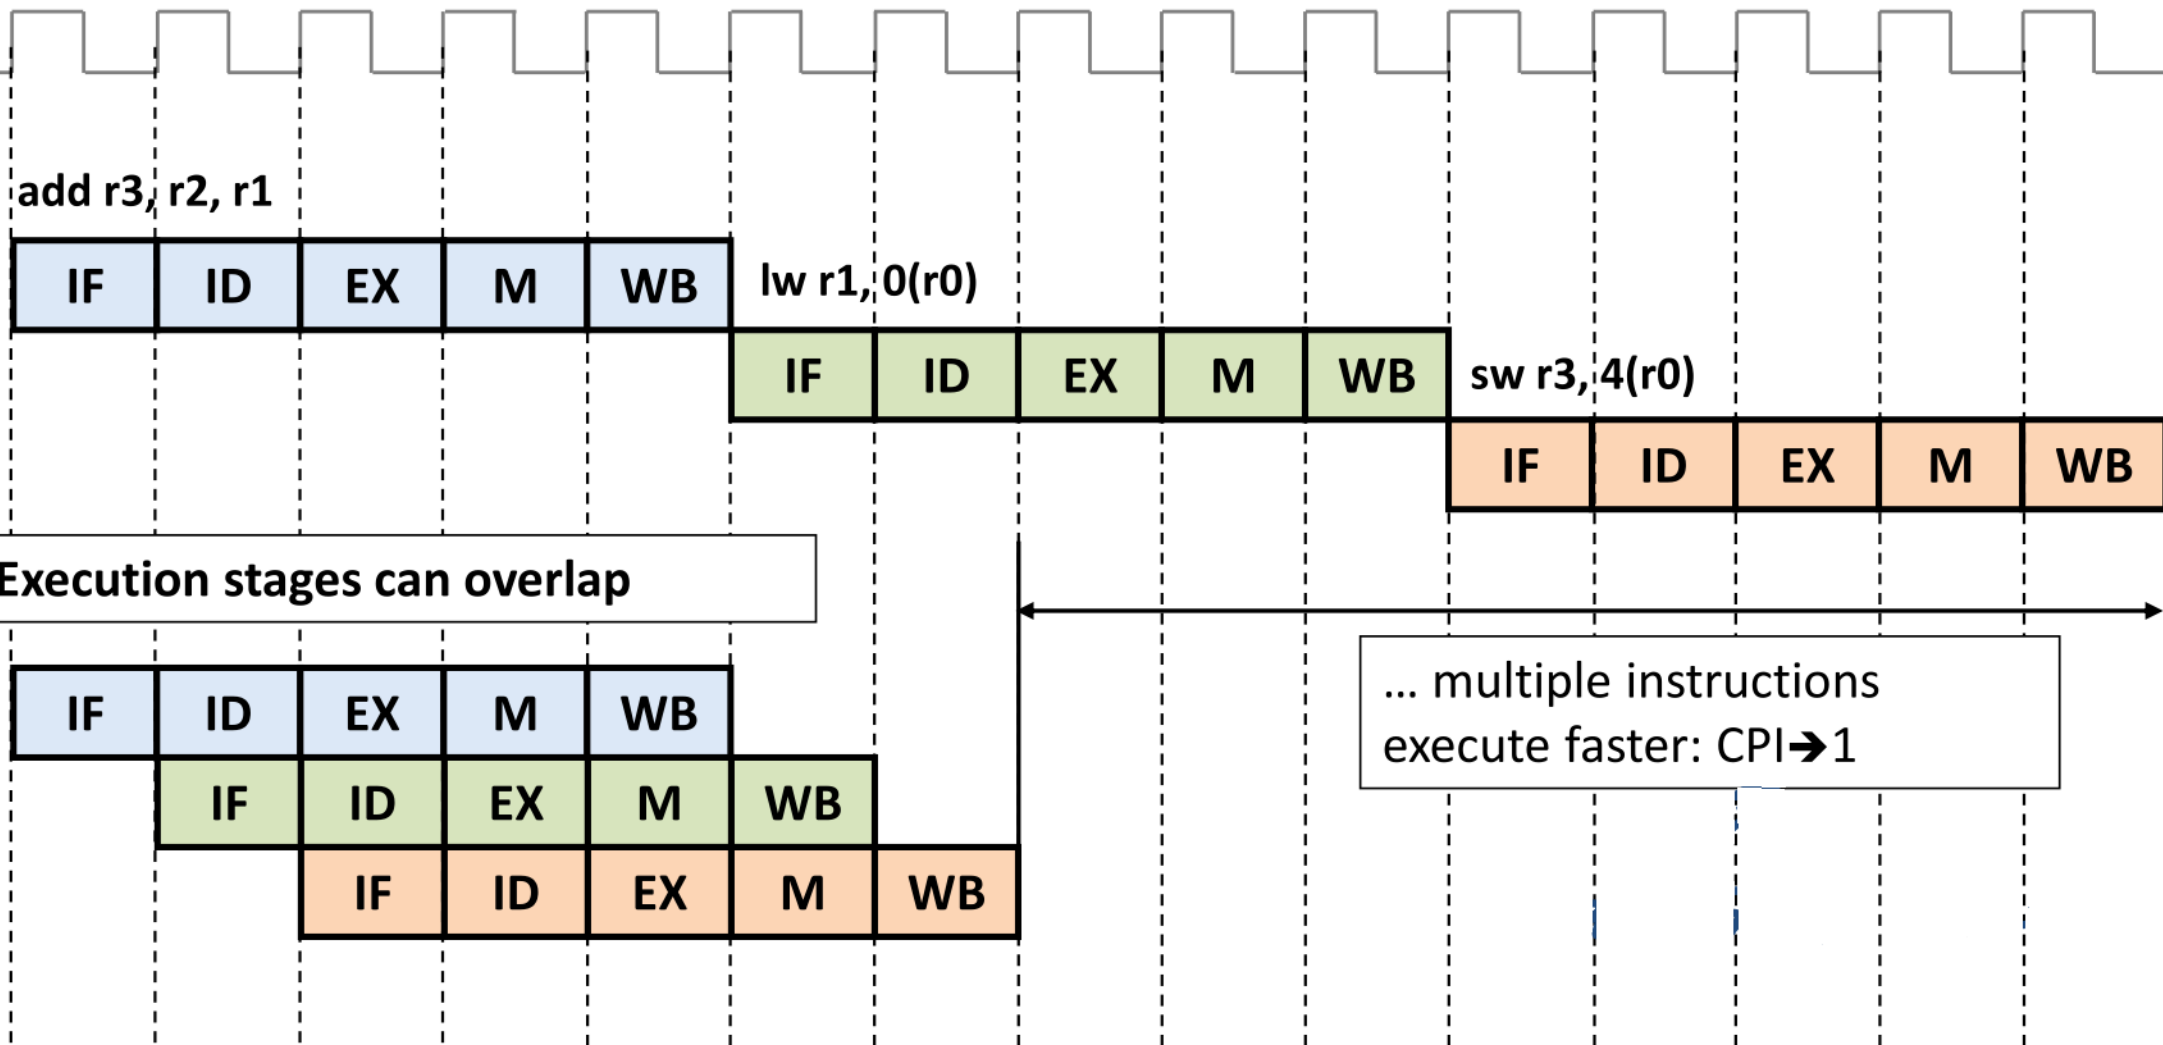 add r3, r2, r1
IF ID EX M WB
lw r1, 0(r0)
IF ID EX M WB
sw r3, 4(r0)
IF ID EX M WB
Execution stages can overlap
... multiple instructions
execute faster: CPI➔1
IF ID EX M WB
IF ID EX M WB
IF ID EX M WB